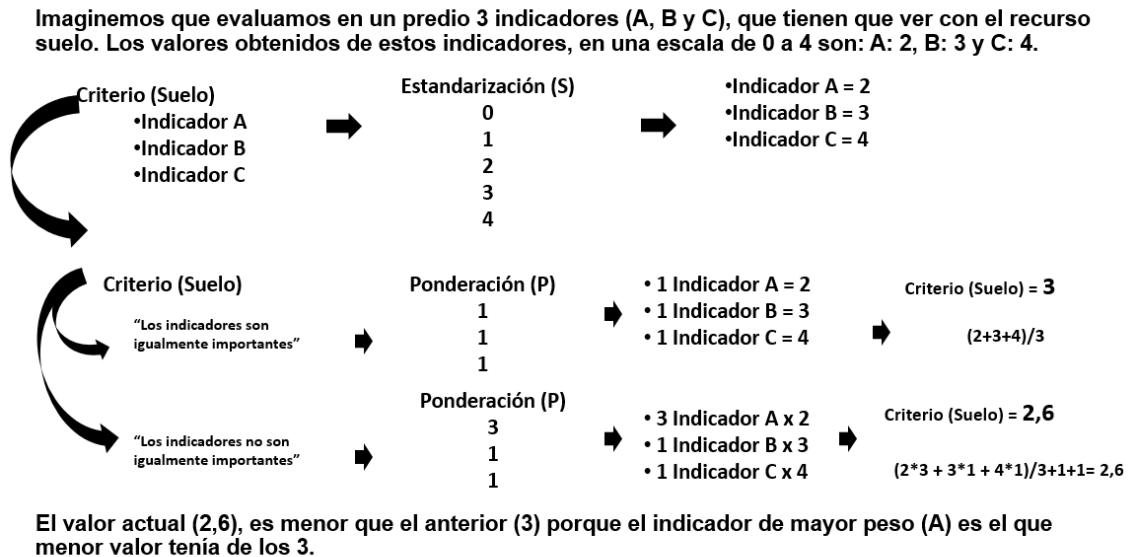 Imaginemos que evaluamos en un predio 3 indicadores (A, B y C), que tienen que ver con el recurso
suelo. Los valores obtenidos de estos indicadores, en una escala de 0 a 4 son: A: 2, B: 3 y C: 4.
Criterio (Suelo)
•Indicador A
•Indicador B
•Indicador C
Estandarización (S)
0
1
2
3
4
•Indicador A = 2
•Indicador B = 3
•Indicador C = 4
Criterio (Suelo)
“Los indicadores son
igualmente importantes”
Ponderación (P)
1
1
1
• 1 Indicador A = 2
• 1 Indicador B = 3
• 1 Indicador C = 4
Criterio (Suelo) = 3
(2+3+4)/3
“Los indicadores no son
igualmente importantes”
Ponderación (P)
3
1
1
• 3 Indicador A x 2
• 1 Indicador B x 3
• 1 Indicador C x 4
Criterio (Suelo) = 2,6
(2*3 + 3*1 + 4*1)/3+1+1= 2,6
El valor actual (2,6), es menor que el anterior (3) porque el indicador de mayor peso (A) es el que
menor valor tenía de los 3.